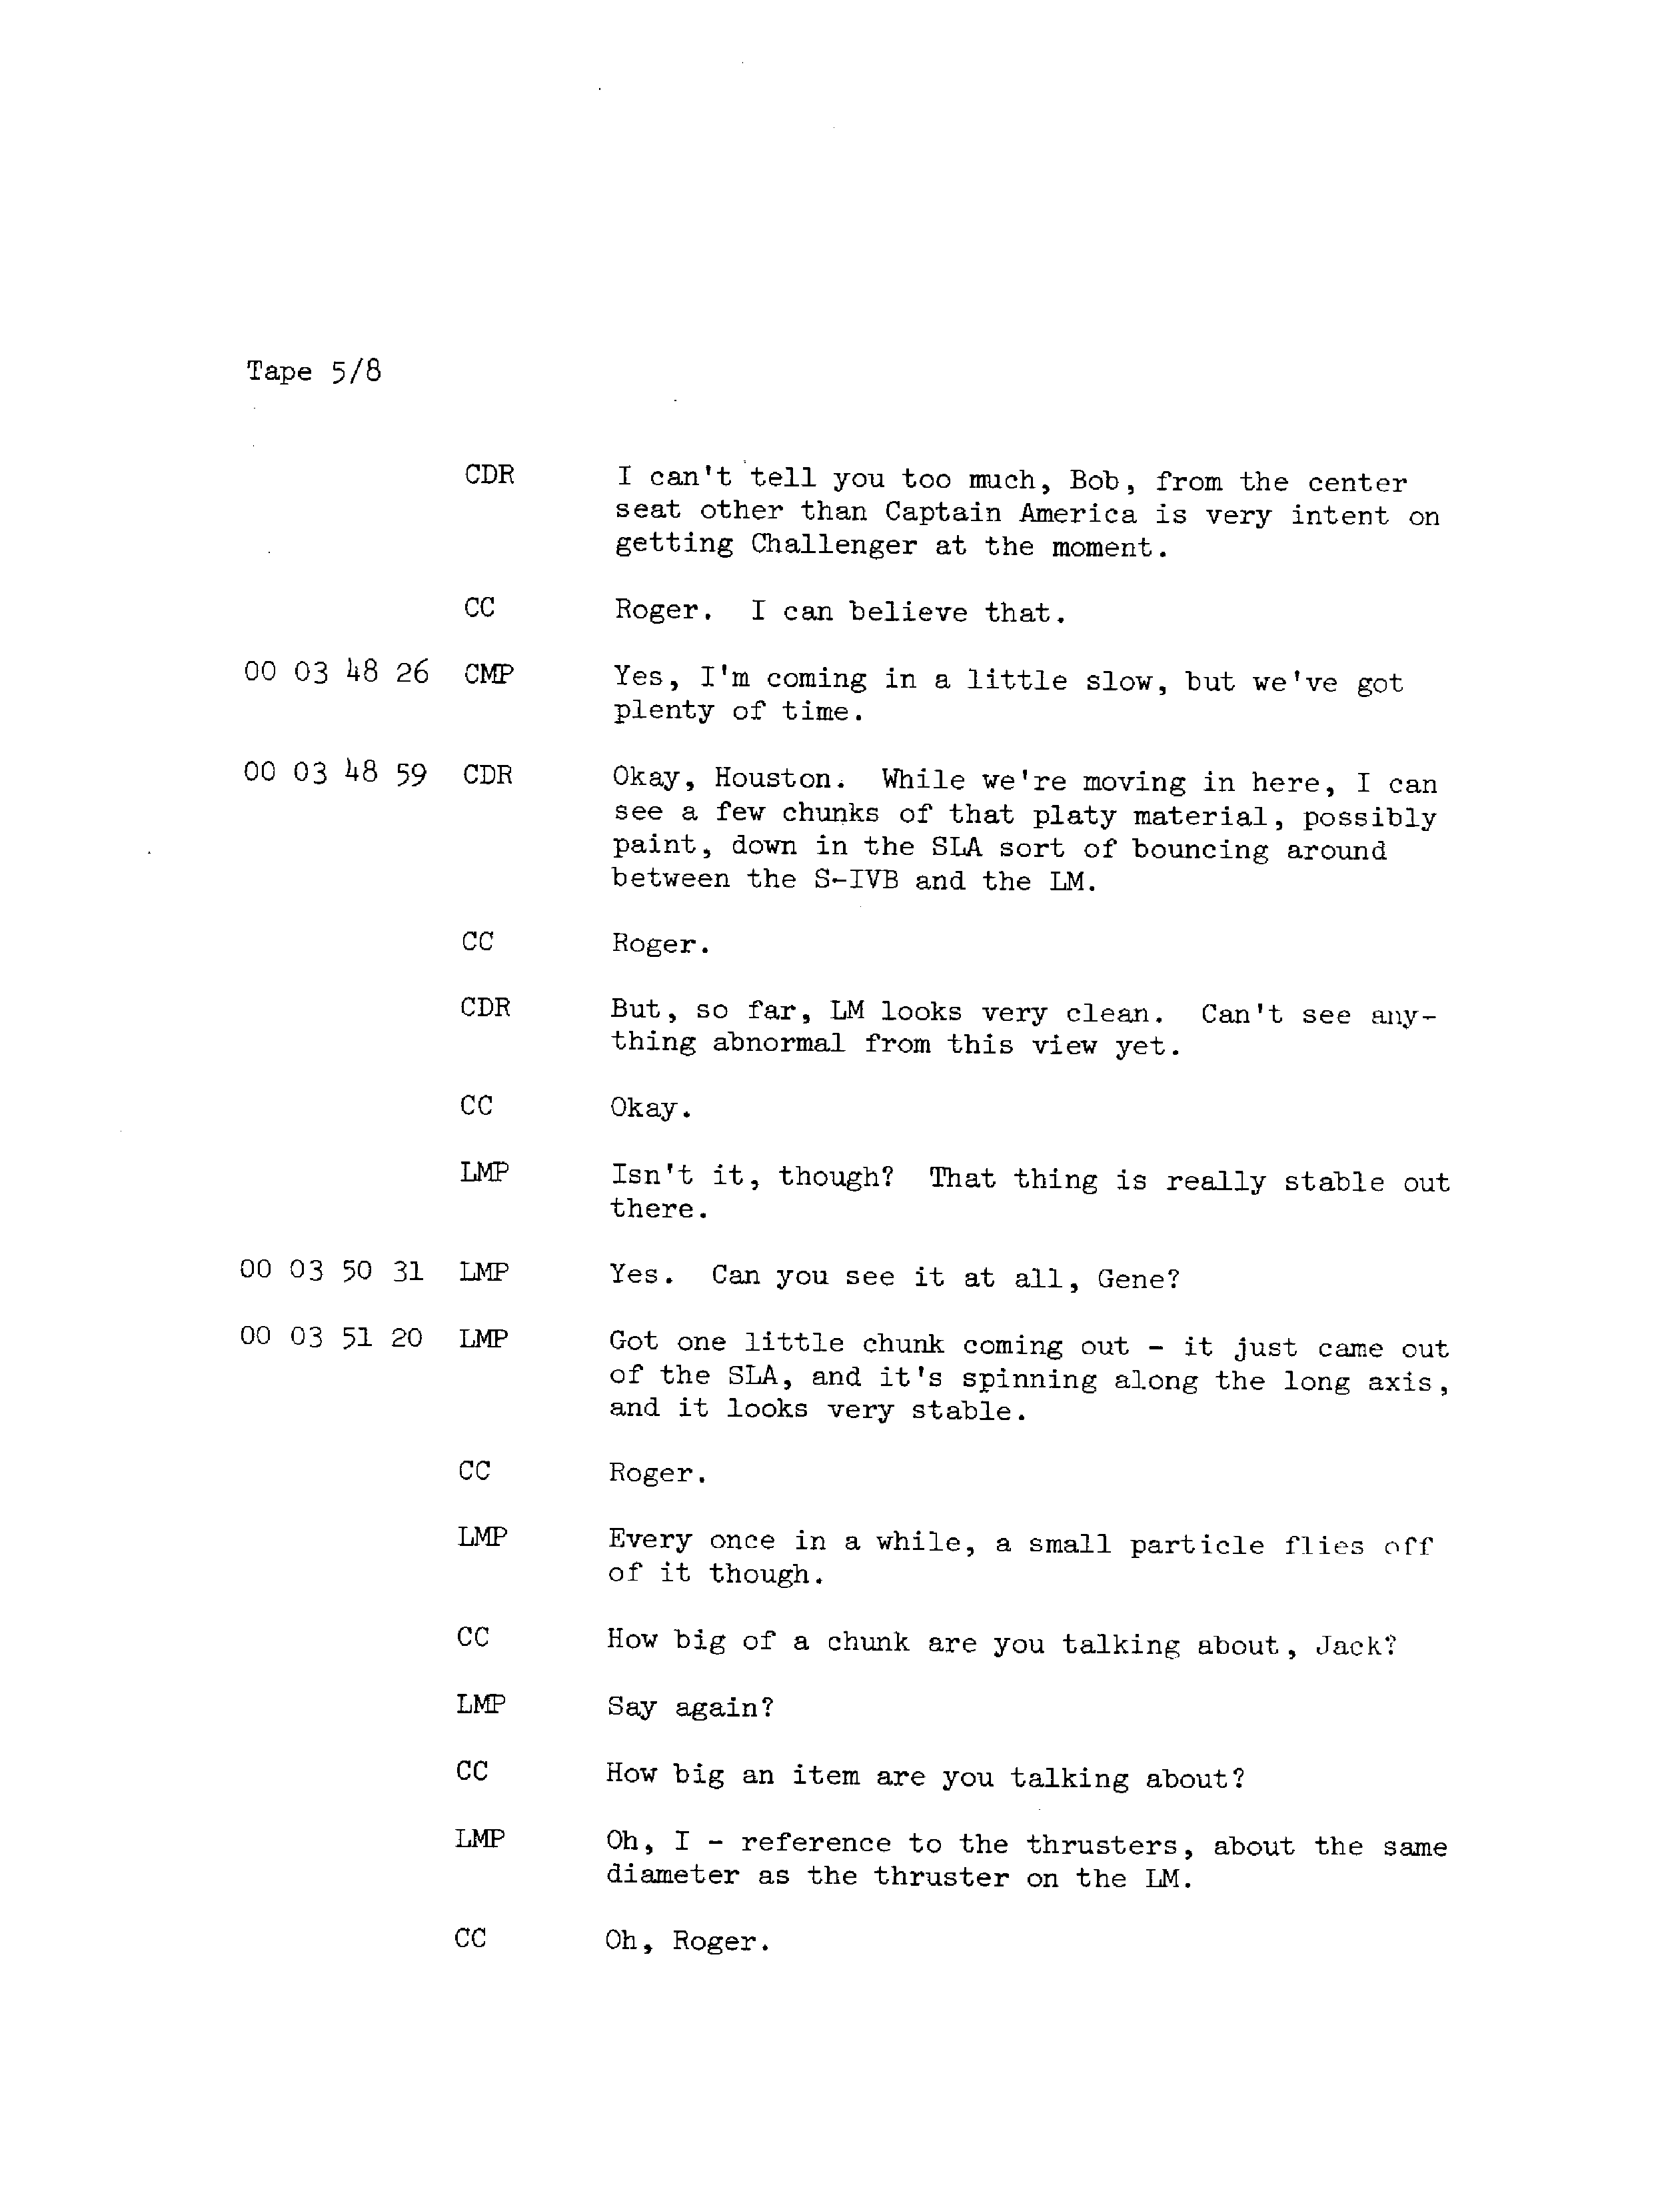 Tape 5/8
CDR I can't tell you too much, Bob, from the center
seat other than Captain America is very intent on
getting Challenger at the moment.
CC Roger. I can believe that.
00 03 48 26 CMP Yes, I'm coming in a little slow, but we've got
plenty of time.
00 03 48 59 CDR Okay, Houston. While we're moving in here, I can
see a few chunks of that platy material, possibly
paint, down in the SLA sort of bouncing around
between the S-IVB and the LM.
CC Roger.
CDR But, so far, LM looks very clean. Can't see any-
thing abnormal from this view yet.
CC Okay.
LMP Isn't it, though? That thing is really stable out
there.
00 03 50 31 LMP Yes. Can you see it at all, Gene?
00 03 51 20 LMP Got one little chunk coming out - it just came out
of the SLA, and it's spinning along the long axis,
and it looks very stable.
CC Roger.
LMP Every once in a while, a small particle flies off
of it though.
CC How big of a chunk are you talking about, Jack?
LMP Say again?
CC How big an item are you talking about?
LMP Oh, I - reference to the thrusters, about the same
diameter as the thruster on the LM.
CC Oh, Roger.